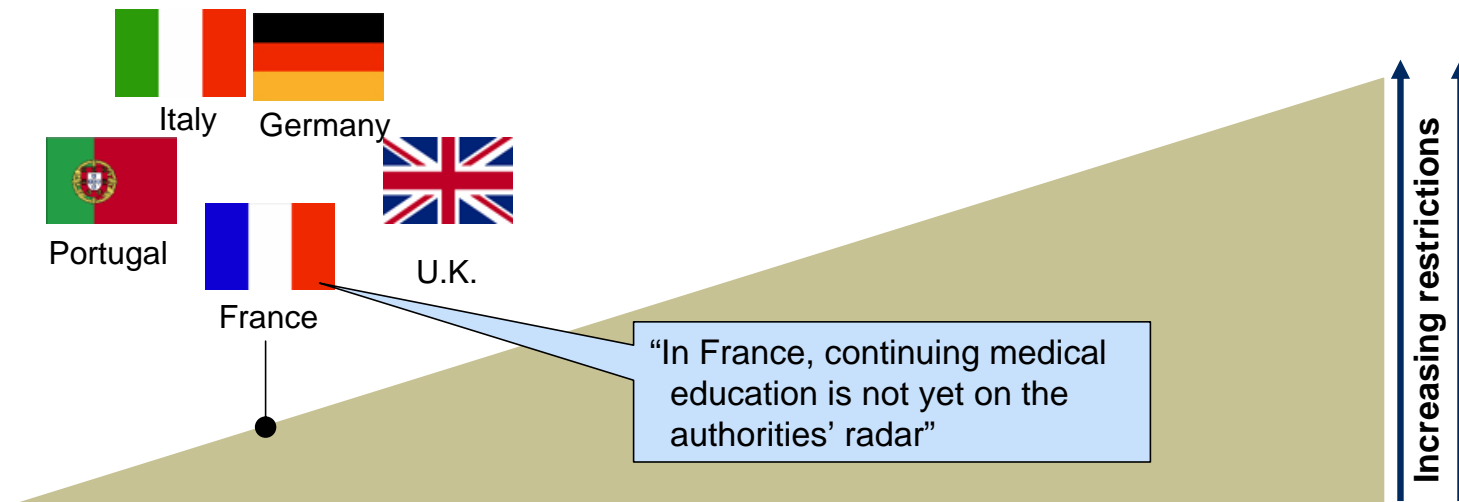 Italy
Germany
Portugal
U.K.
France
“In France, continuing medical
education is not yet on the
authorities’ radar”
Increasing restrictions